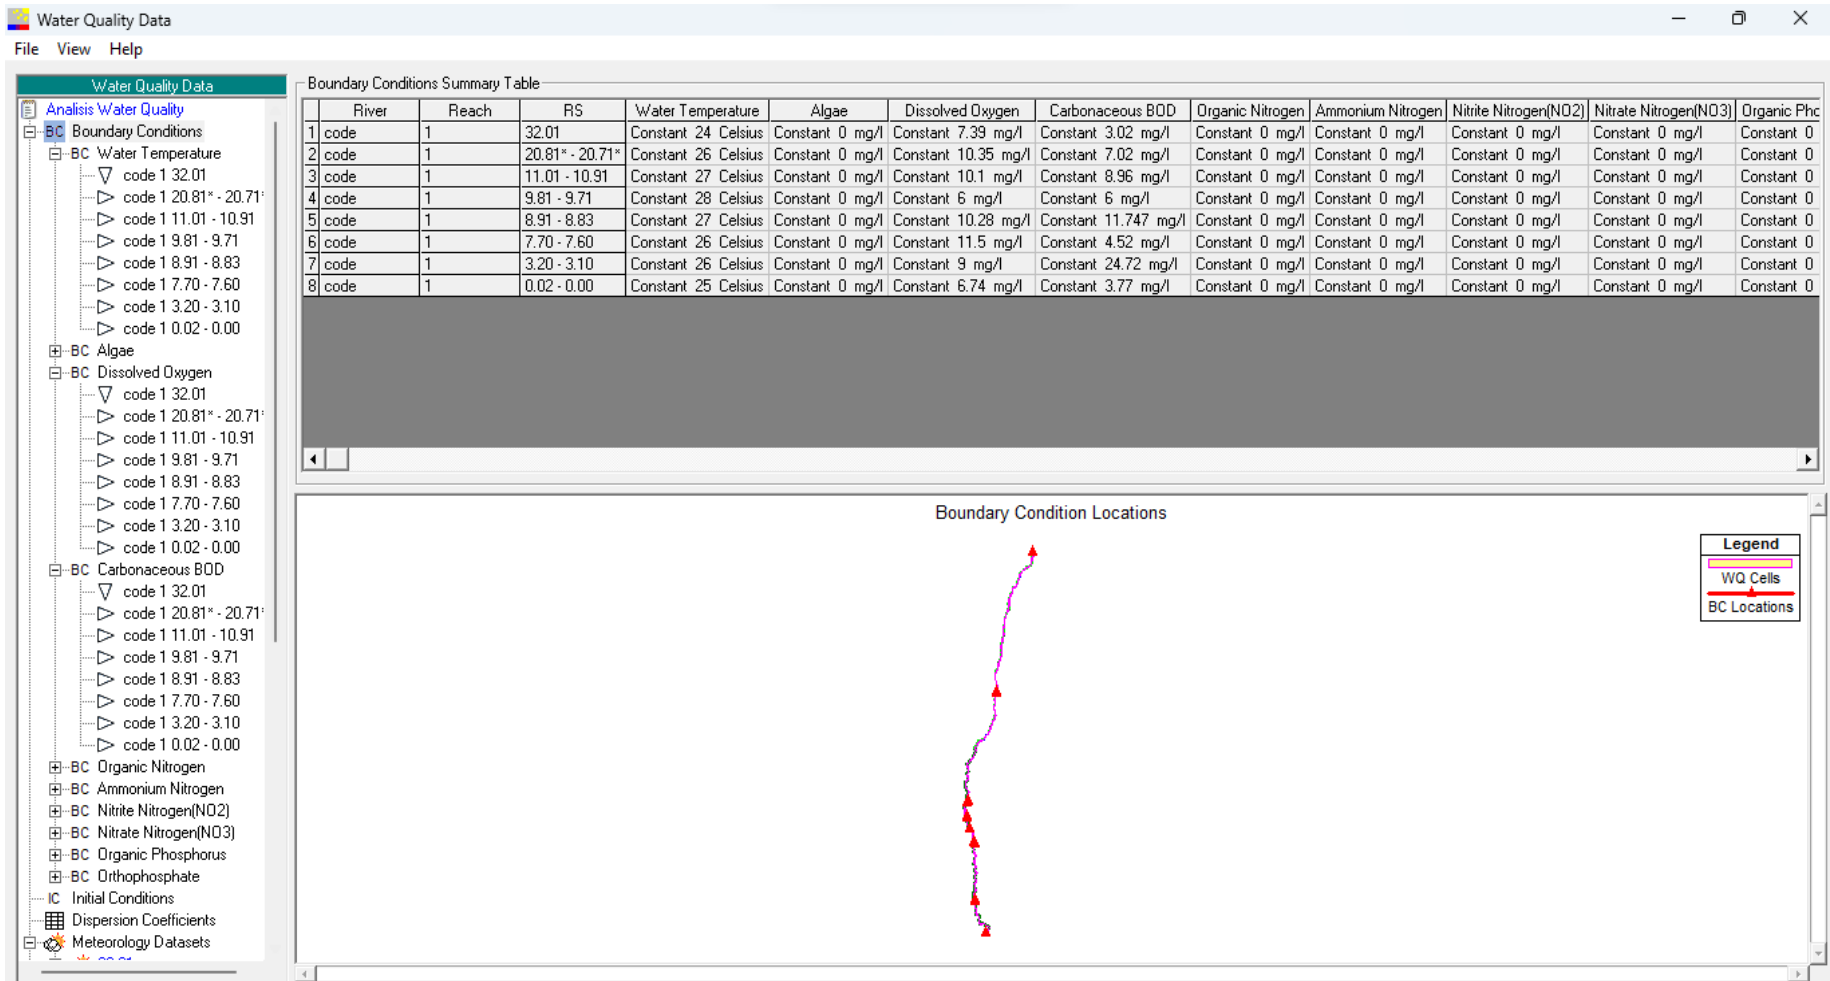 Water Quality Data
File View Help
Water Quality Data
Analisis Water Quality
BC Boundary Conditions
BC Water Temperature
code 1 32.01
code 1 20.81* - 20.71*
code 1 11.01 - 10.91
code 1 9.81 - 9.71
code 1 8.91 - 8.83
code 1 7.70 - 7.60
code 1 3.20 - 3.10
code 1 0.02 - 0.00
BC Algae
BC Dissolved Oxygen
code 1 32.01
code 1 20.81* - 20.71*
code 1 11.01 - 10.91
code 1 9.81 - 9.71
code 1 8.91 - 8.83
code 1 7.70 - 7.60
code 1 3.20 - 3.10
code 1 0.02 - 0.00
BC Carbonaceous BOD
code 1 32.01
code 1 20.81* - 20.71*
code 1 11.01 - 10.91
code 1 9.81 - 9.71
code 1 8.91 - 8.83
code 1 7.70 - 7.60
code 1 3.20 - 3.10
code 1 0.02 - 0.00
BC Organic Nitrogen
BC Ammonium Nitrogen
BC Nitrite Nitrogen(NO2)
BC Nitrate Nitrogen(NO3)
BC Organic Phosphorus
BC Orthophosphate
IC Initial Conditions
Dispersion Coefficients
Meteorology Datasets
Boundary Conditions Summary Table
River Reach RS Water Temperature Algae Dissolved Oxygen Carbonaceous BOD Organic Nitrogen Ammonium Nitrogen Nitrite Nitrogen(NO2) Nitrate Nitrogen(NO3) Organic Pho
1 code 1 32.01 Constant 24 Celsius Constant 0 mg/l Constant 7.39 mg/l Constant 3.02 mg/l Constant 0 mg/l Constant 0 mg/l Constant 0 mg/l Constant 0 mg/l Constant 0
2 code 1 20.81* - 20.71* Constant 26 Celsius Constant 0 mg/l Constant 10.35 mg/l Constant 7.02 mg/l Constant 0 mg/l Constant 0 mg/l Constant 0 mg/l Constant 0 mg/l Constant 0
3 code 1 11.01 - 10.91 Constant 27 Celsius Constant 0 mg/l Constant 10.1 mg/l Constant 8.96 mg/l Constant 0 mg/l Constant 0 mg/l Constant 0 mg/l Constant 0 mg/l Constant 0
4 code 1 9.81 - 9.71 Constant 28 Celsius Constant 0 mg/l Constant 6 mg/l Constant 6 mg/l Constant 0 mg/l Constant 0 mg/l Constant 0 mg/l Constant 0 mg/l Constant 0
5 code 1 8.91 - 8.83 Constant 27 Celsius Constant 0 mg/l Constant 10.28 mg/l Constant 11.747 mg/l Constant 0 mg/l Constant 0 mg/l Constant 0 mg/l Constant 0 mg/l Constant 0
6 code 1 7.70 - 7.60 Constant 26 Celsius Constant 0 mg/l Constant 11.5 mg/l Constant 4.52 mg/l Constant 0 mg/l Constant 0 mg/l Constant 0 mg/l Constant 0 mg/l Constant 0
7 code 1 3.20 - 3.10 Constant 26 Celsius Constant 0 mg/l Constant 9 mg/l Constant 24.72 mg/l Constant 0 mg/l Constant 0 mg/l Constant 0 mg/l Constant 0 mg/l Constant 0
8 code 1 0.02 - 0.00 Constant 25 Celsius Constant 0 mg/l Constant 6.74 mg/l Constant 3.77 mg/l Constant 0 mg/l Constant 0 mg/l Constant 0 mg/l Constant 0 mg/l Constant 0
Boundary Condition Locations
Legend
WQ Cells
BC Locations